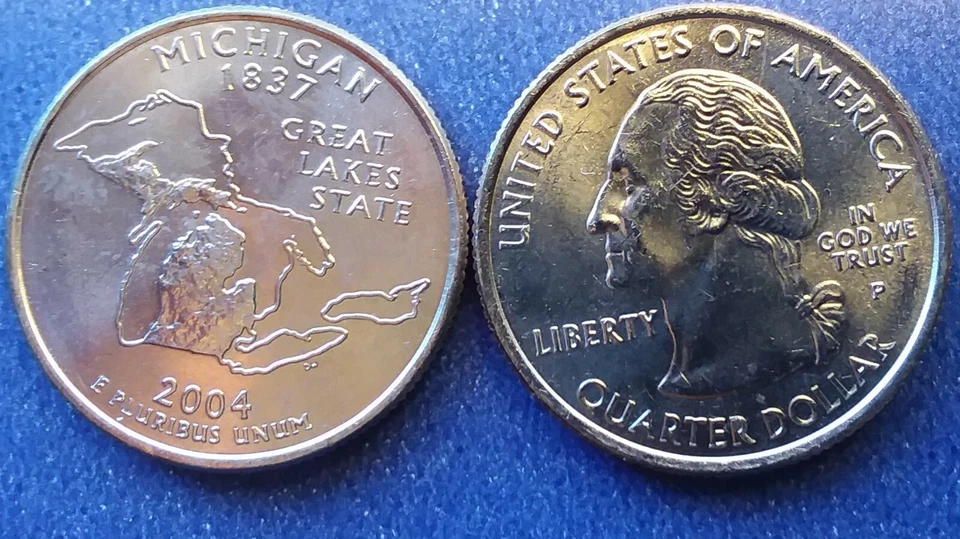 MICHIGAN
1837
GREAT
LAKES
STATE
2004
E PLURIBUS UNUM
UNITED STATES OF AMERICA
IN
GOD WE
TRUST
P
LIBERTY
QUARTER DOLLAR